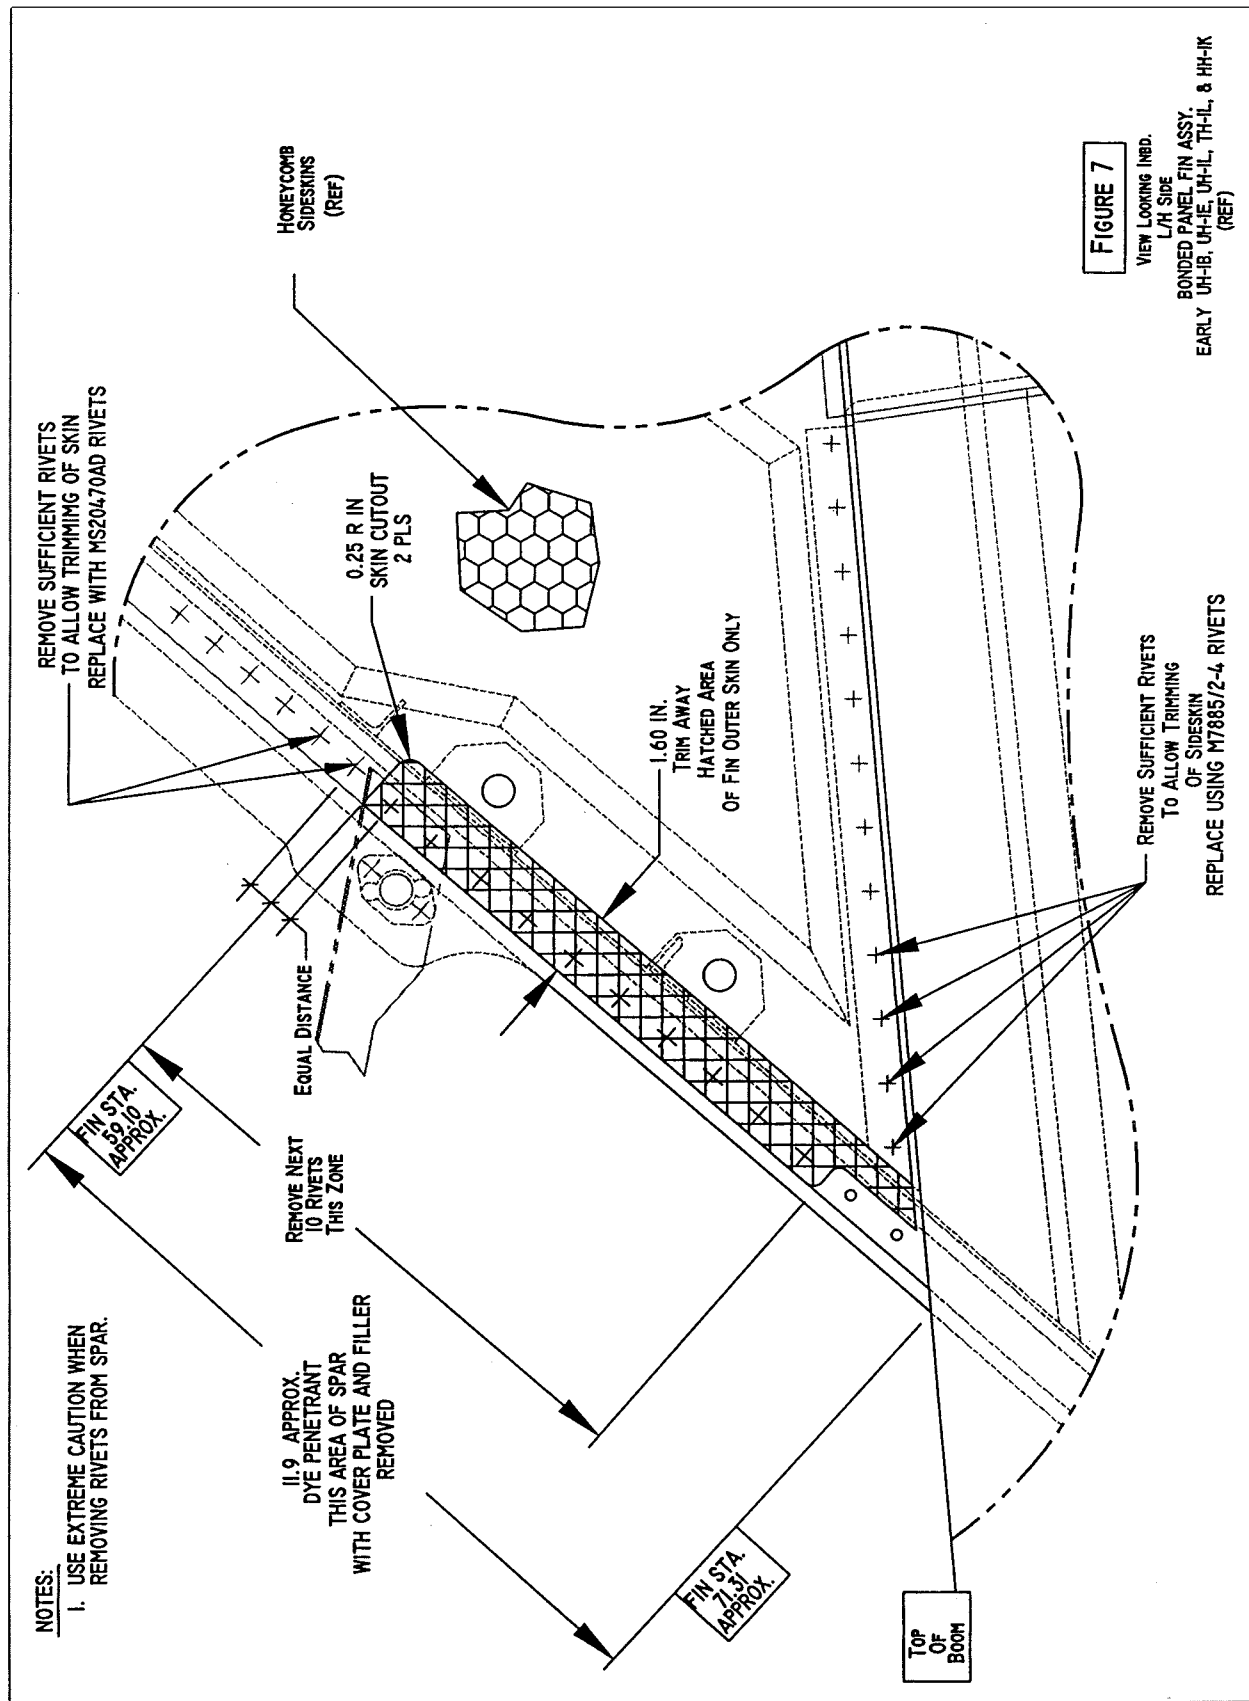 NOTES:
1. USE EXTREME CAUTION WHEN
REMOVING RIVETS FROM SPAR.
REMOVE SUFFICIENT RIVETS
TO ALLOW TRIMMING OF SKIN
REPLACE WITH MS20470AD RIVETS
HONEYCOMB
SIDESKINS
(REF)
0.25 R IN
SKIN CUTOUT
2 PLS
FIN STA.
59.10
APPROX.
EQUAL DISTANCE
REMOVE NEXT
10 RIVETS
THIS ZONE
11.9 APPROX.
DYE PENETRANT
THIS AREA OF SPAR
WITH COVER PLATE AND FILLER
REMOVED
1.60 IN.
TRIM AWAY
HATCHED AREA
OF FIN OUTER SKIN ONLY
FIN STA.
71.31
APPROX.
TOP
OF
BOOM
REMOVE SUFFICIENT RIVETS
TO ALLOW TRIMMING
OF SIDESKIN
REPLACE USING M7885/2-4 RIVETS
FIGURE 7
VIEW LOOKING INBD.
L/H SIDE
BONDED PANEL FIN ASSY.
EARLY UH-1B, UH-1E, UH-1L, TH-1L, & HH-1K
(REF)